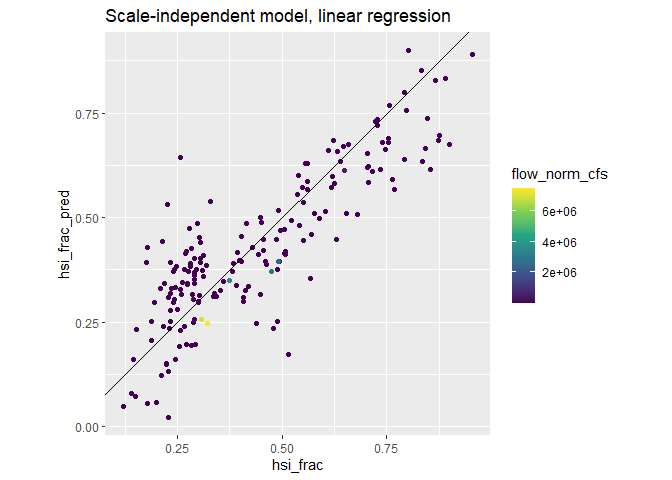 Scale-independent model, linear regression
flow_norm_cfs
6e+06
4e+06
2e+06
hsi_frac_pred
0.75
0.50
0.25
0.00
0.25
0.50
0.75
hsi_frac